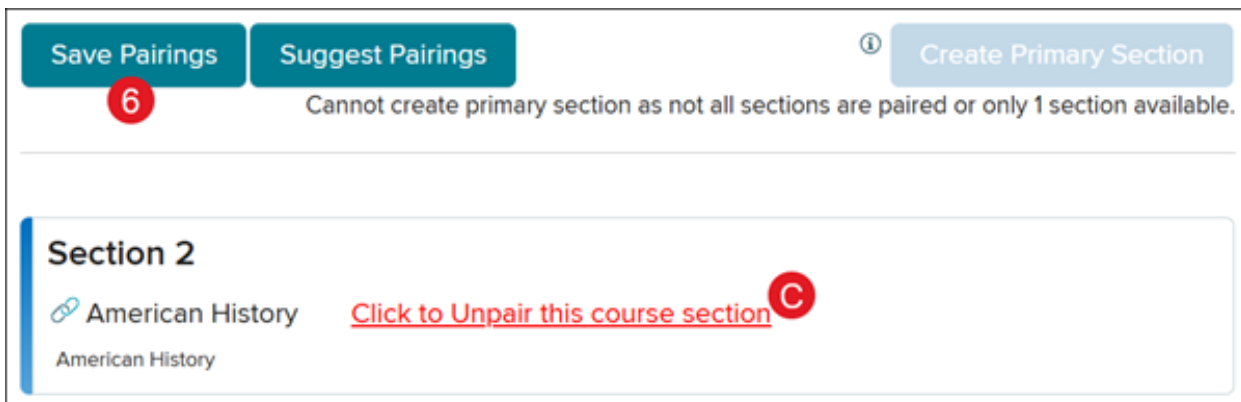 Save Pairings Suggest Pairings Create Primary Section
6
Cannot create primary section as not all sections are paired or only 1 section available.
Section 2
American History Click to Unpair this course section C
American History